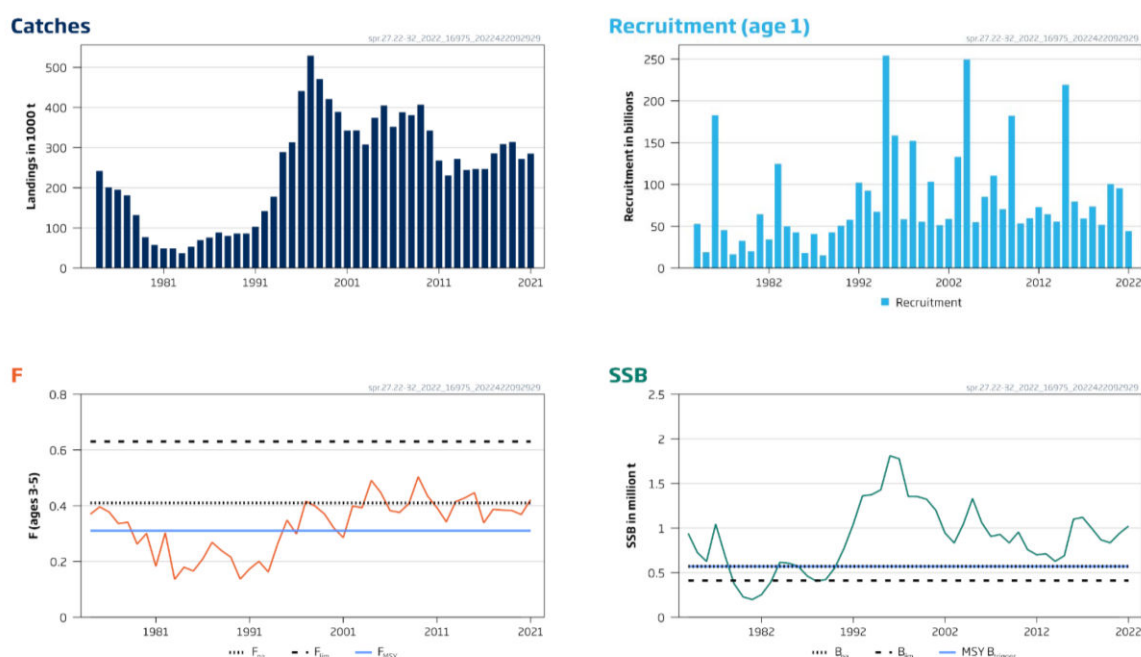 Catches
spr.27.22-32_2022_16975_2022422092929
Landings in 1000 t
500
400
300
200
100
0
1981
1991
2001
2011
2021
Recruitment (age 1)
spr.27.22-32_2022_16975_2022422092929
Recruitment in billions
250
200
150
100
50
0
1982
1992
2002
2012
2022
Recruitment
F
spr.27.22-32_2022_16975_2022422092929
F (ages 3-5)
0.8
0.6
0.4
0.2
0
1981
1991
2001
2011
2021
F
F
F MSY
SSB
spr.27.22-32_2022_16975_2022422092929
SSB in million t
2.5
2
1.5
1
0.5
0
1982
1992
2002
2012
2022
B
B
MSY B